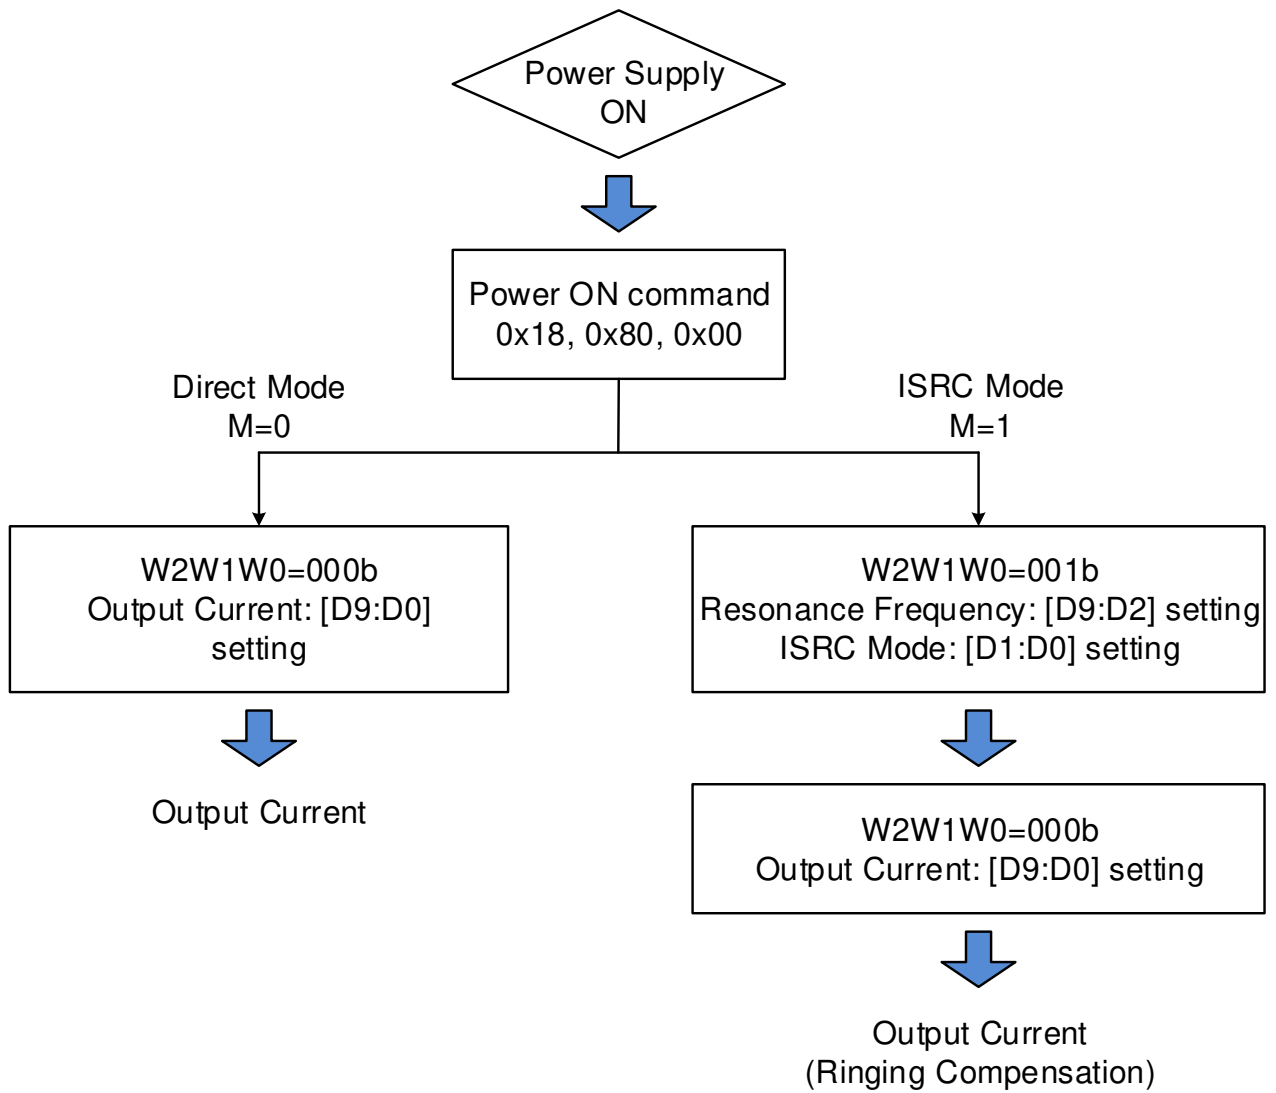 Power Supply
ON
Power ON command
0x18, 0x80, 0x00
Direct Mode
M=0
ISRC Mode
M=1
W2W1W0=000b
Output Current: [D9:D0]
setting
Output Current
W2W1W0=001b
Resonance Frequency: [D9:D2] setting
ISRC Mode: [D1:D0] setting
W2W1W0=000b
Output Current: [D9:D0] setting
Output Current
(Ringing Compensation)